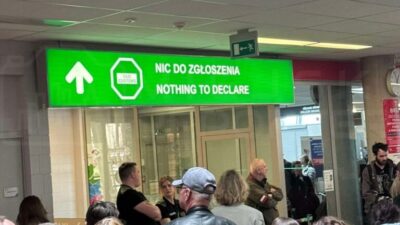 NIC DO ZGŁOSZENIA
NOTHING TO DECLARE